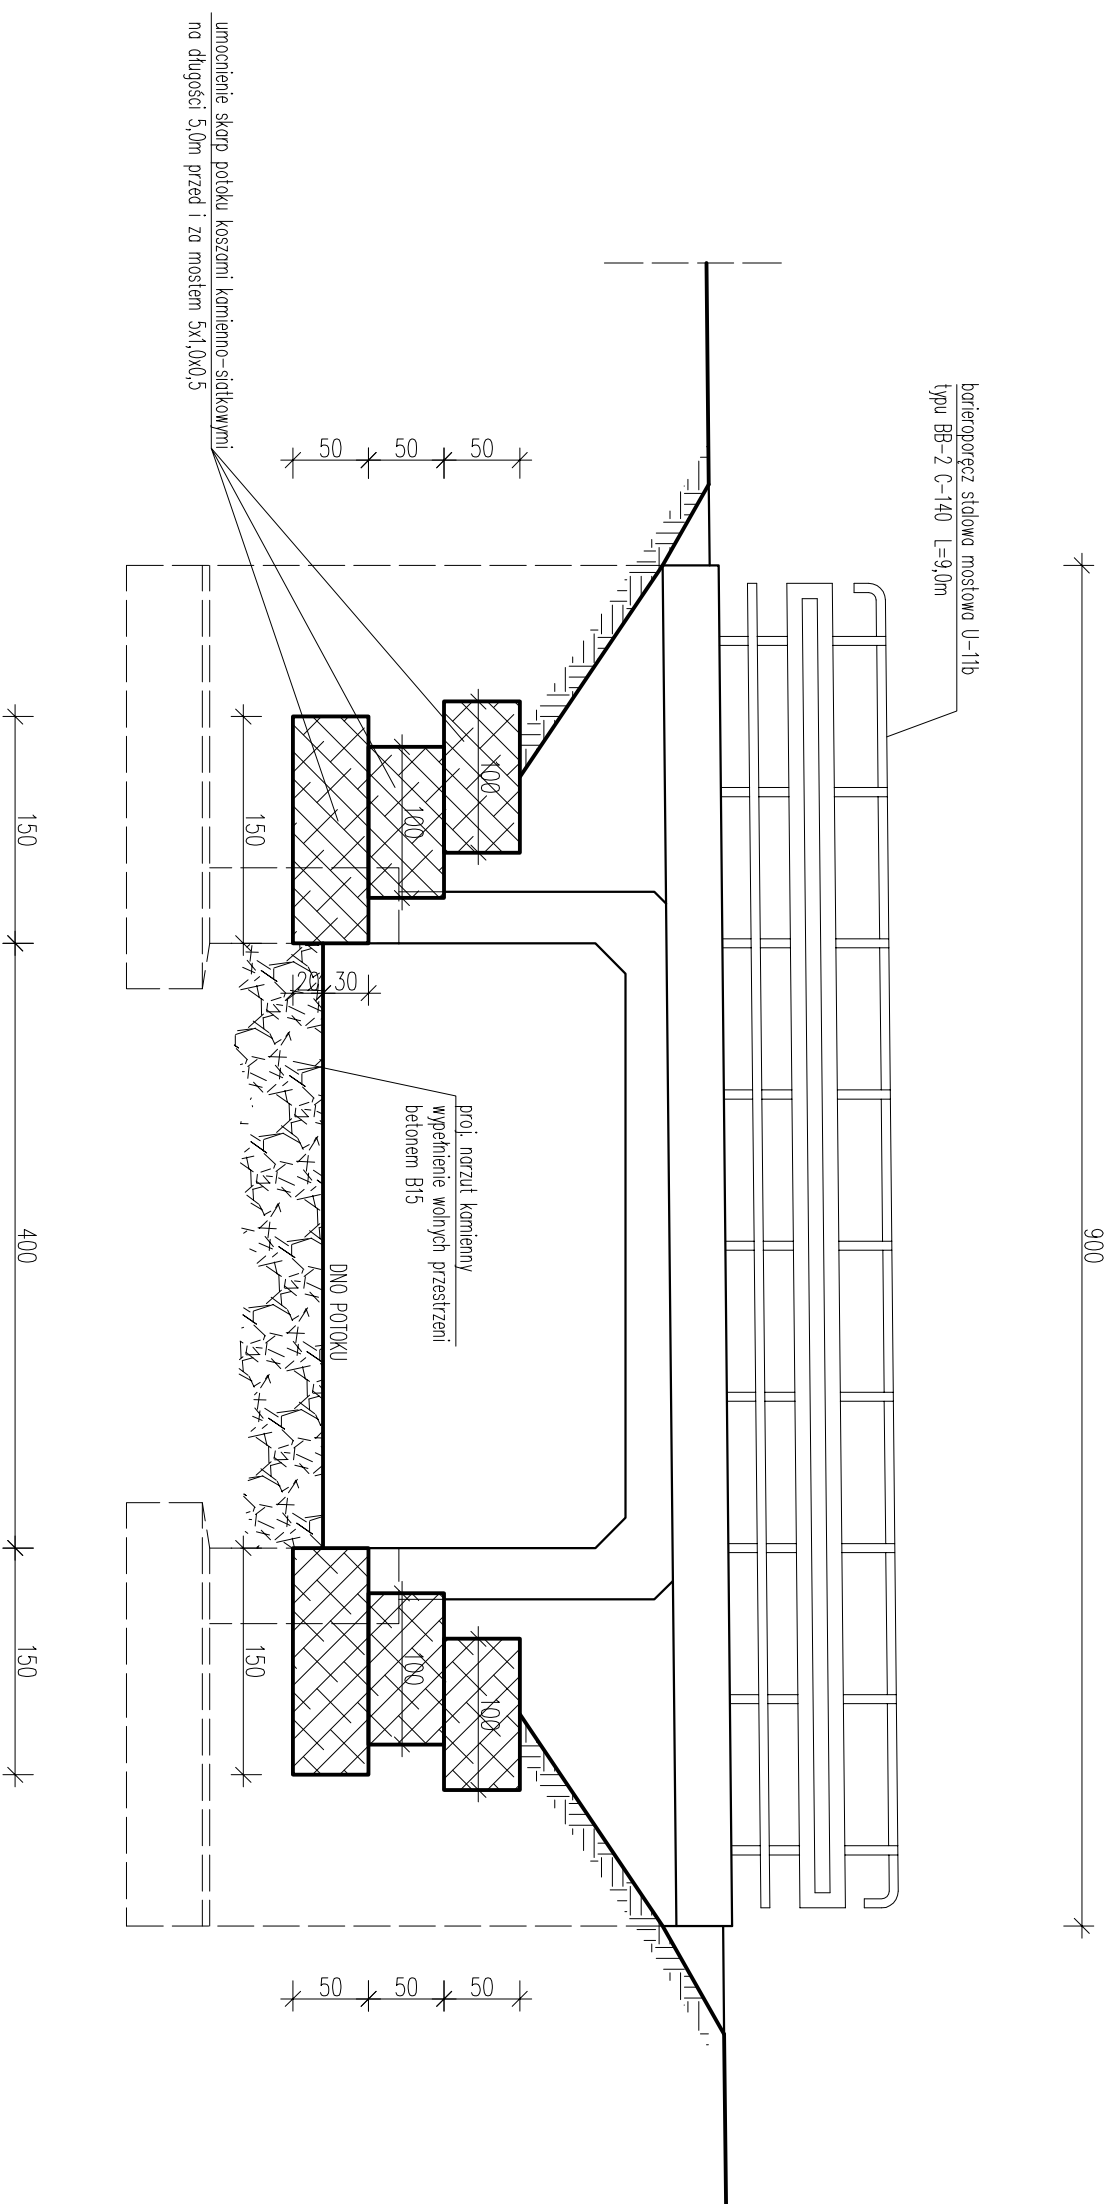 900
barieroporęcz stalowa mostowa U-11b
typu BB-2 C-140 L=9,0m
50
50
50
50
50
50
100
100
100
100
20
30
proj. narzut kamienny
wypełnienie wolnych przestrzeni
betonem B15
DNO POTOKU
umocnienie skarp potoku koszami kamienno-siatkowymi
na długości 5,0m przed i za mostem 5x1,0x0,5
150
150
150
400
150